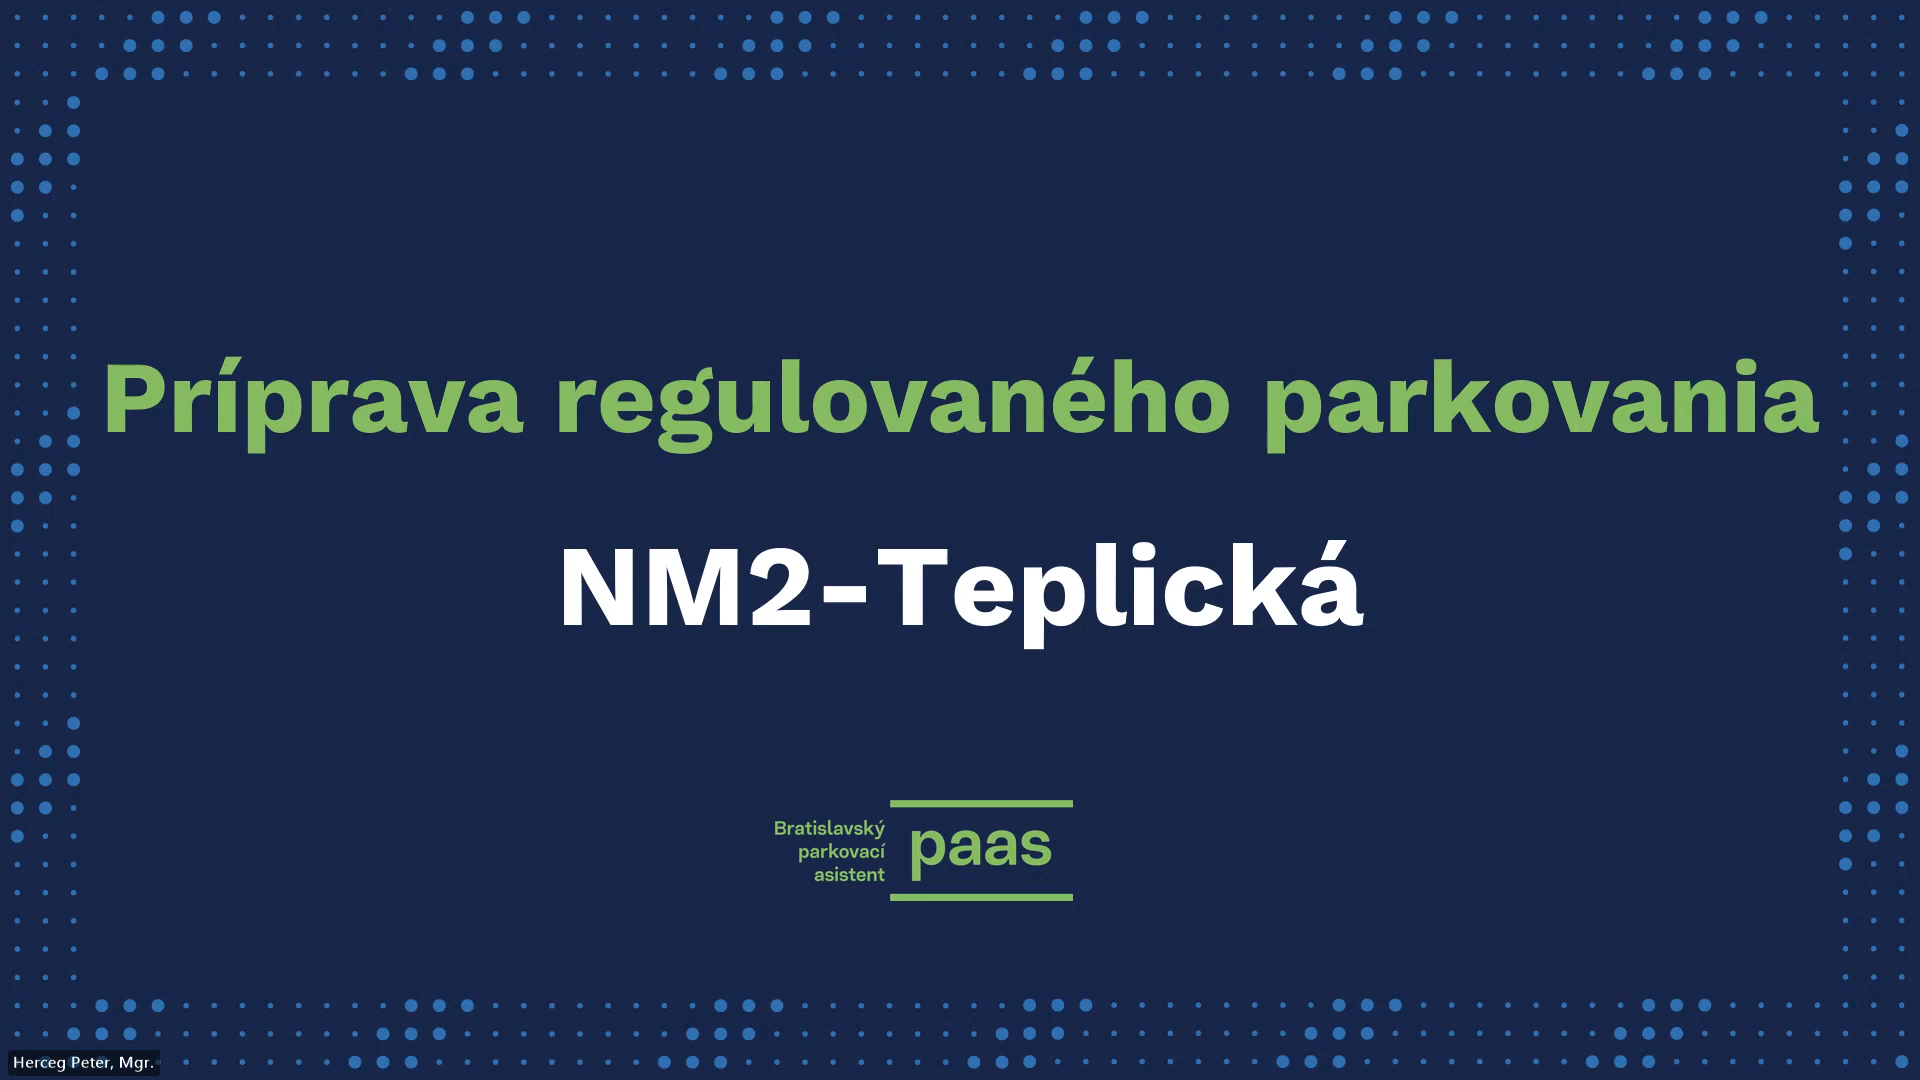 Príprava regulovaného parkovania
NM2-Teplická
Bratislavský
parkovací
asistent
paas
Herceg Peter, Mgr.